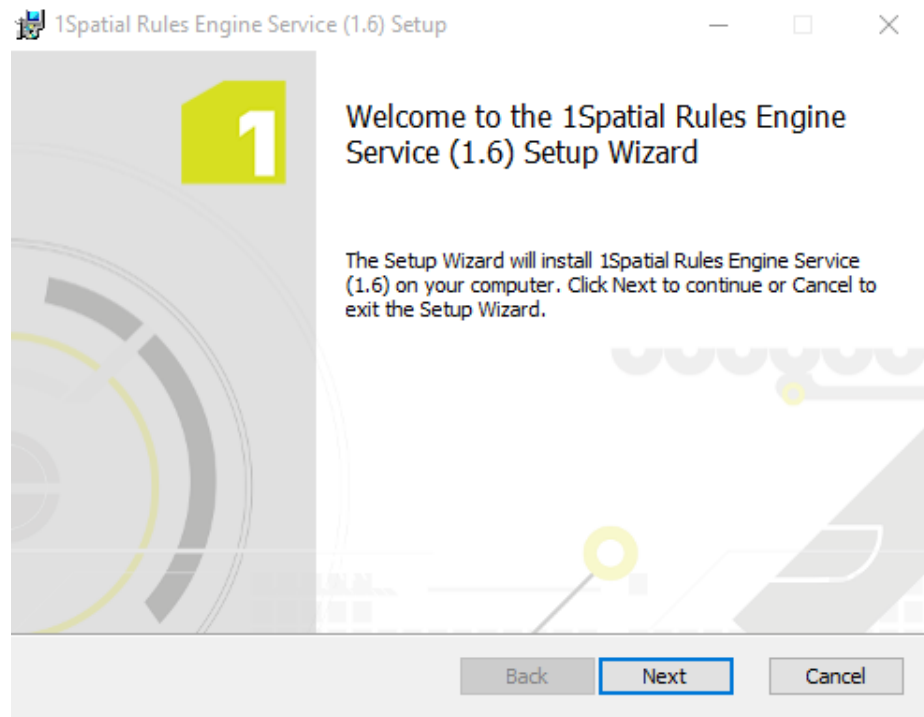 1Spatial Rules Engine Service (1.6) Setup
1
Welcome to the 1Spatial Rules Engine
Service (1.6) Setup Wizard
The Setup Wizard will install 1Spatial Rules Engine Service
(1.6) on your computer. Click Next to continue or Cancel to
exit the Setup Wizard.
Back
Next
Cancel